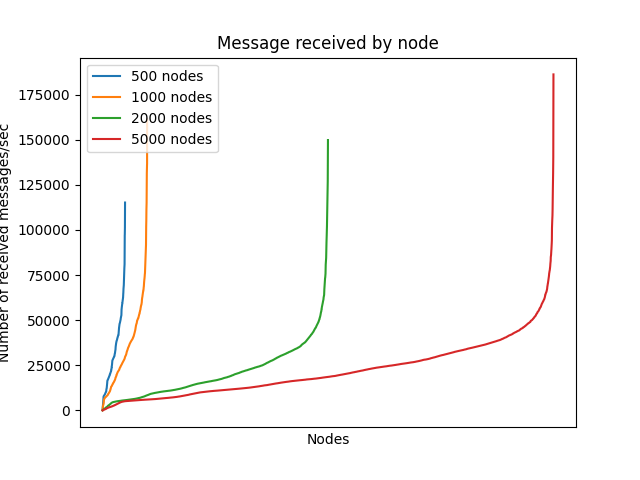 Message received by node
500 nodes
1000 nodes
2000 nodes
5000 nodes
175000
150000
125000
100000
75000
50000
25000
0
Number of received messages/sec
Nodes